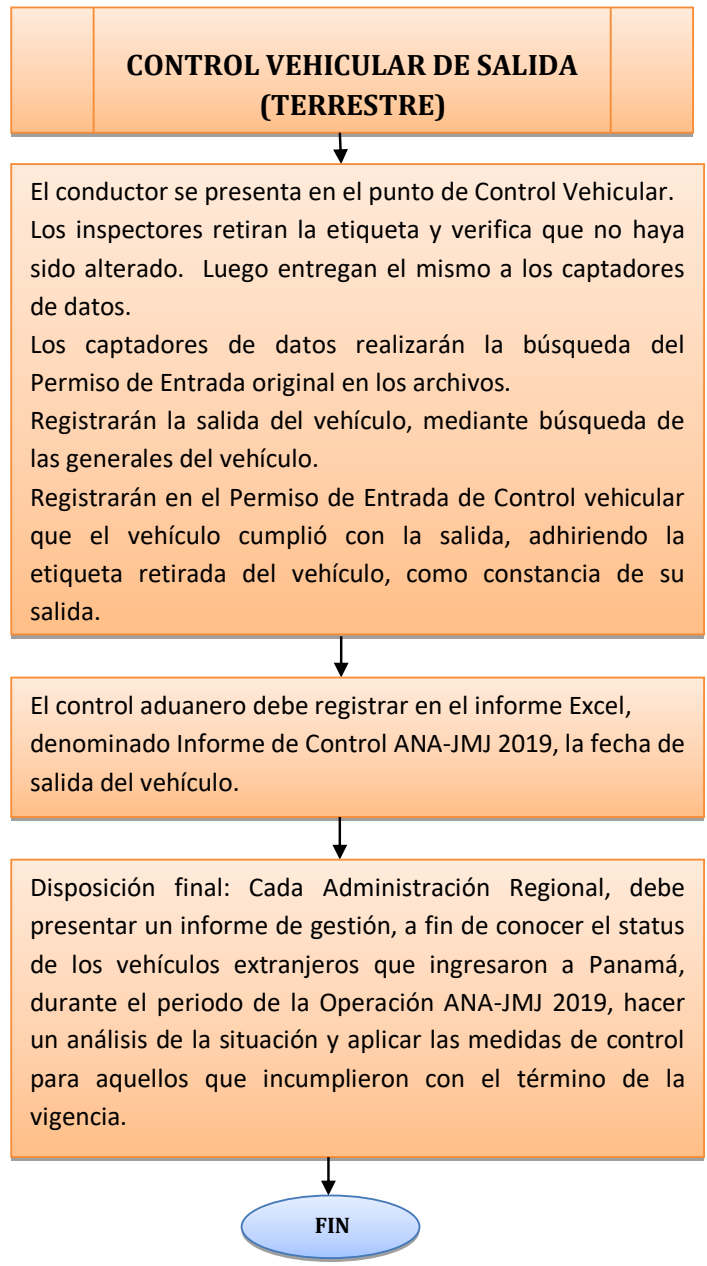 CONTROL VEHICULAR DE SALIDA
(TERRESTRE)
El conductor se presenta en el punto de Control Vehicular.
Los inspectores retiran la etiqueta y verifica que no haya
sido alterado. Luego entregan el mismo a los captadores
de datos.
Los captadores de datos realizarán la búsqueda del
Permiso de Entrada original en los archivos.
Registrarán la salida del vehículo, mediante búsqueda de
las generales del vehículo.
Registrarán en el Permiso de Entrada de Control vehicular
que el vehículo cumplió con la salida, adhiriendo la
etiqueta retirada del vehículo, como constancia de su
salida.
El control aduanero debe registrar en el informe Excel,
denominado Informe de Control ANA-JMJ 2019, la fecha de
salida del vehículo.
Disposición final: Cada Administración Regional, debe
presentar un informe de gestión, a fin de conocer el status
de los vehículos extranjeros que ingresaron a Panamá,
durante el periodo de la Operación ANA-JMJ 2019, hacer
un análisis de la situación y aplicar las medidas de control
para aquellos que incumplieron con el término de la
vigencia.
FIN